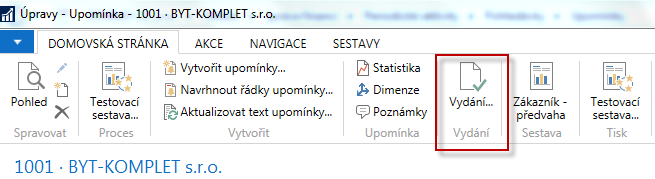 Úpravy - Upomínka - 1001 · BYT-KOMPLET s.r.o.
DOMOVSKÁ STRÁNKA AKCE NAVIGACE SESTAVY
Pohled
Spravovat
Testovací sestava...
Proces
Vytvořit upomínky...
Navrhnout řádky upomínky...
Aktualizovat text upomínky...
Vytvořit
Statistika
Dimenze
Poznámky
Upomínka
Vydání...
Vydání
Zákazník - předvaha
Sestava
Testovací sestava...
Tisk
1001 · BYT-KOMPLET s.r.o.